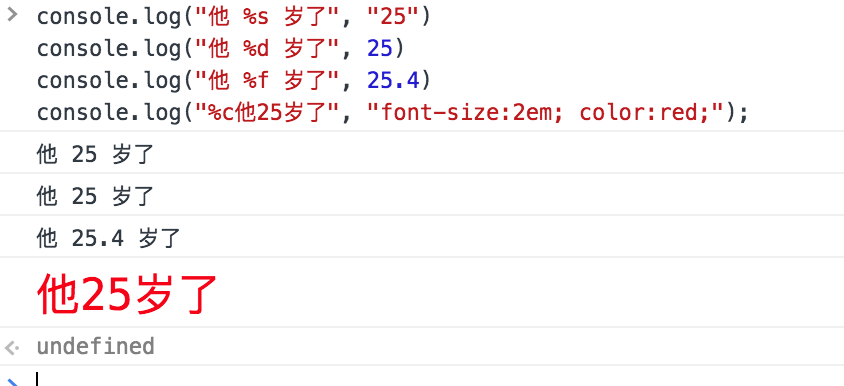 console.log("他 %s 岁了", "25")
console.log("他 %d 岁了", 25)
console.log("他 %f 岁了", 25.4)
console.log("%c他25岁了", "font-size:2em; color:red;");
他 25 岁了
他 25 岁了
他 25.4 岁了
他25岁了
undefined